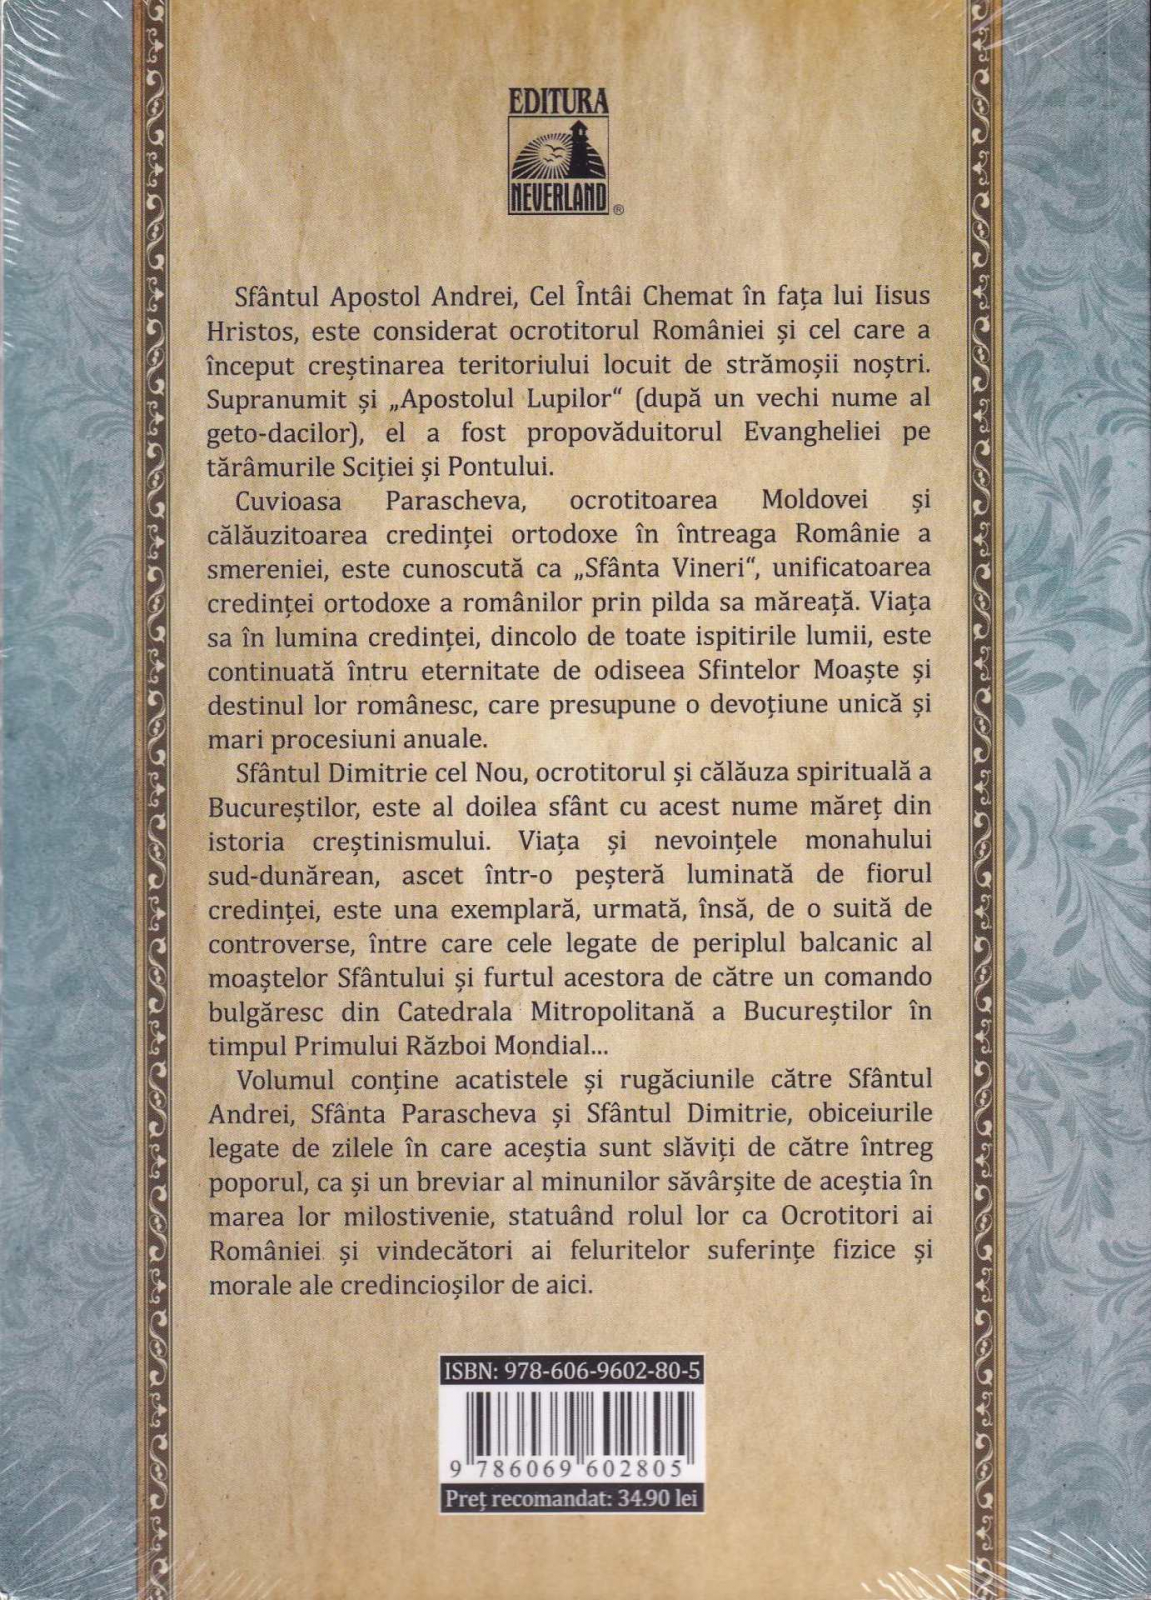 EDITURA
NEVERLAND ®
Sfântul Apostol Andrei, Cel Întâi Chemat în fața lui Iisus
Hristos, este considerat ocrotitorul României și cel care a
început creștinarea teritoriului locuit de strămoșii noștri.
Supranumit și „Apostolul Lupilor“ (după un vechi nume al
geto-dacilor), el a fost propovăduitorul Evangheliei pe
tărâmurile Sciției și Pontului.
Cuvioasa Parascheva, ocrotitoarea Moldovei și
călăuzitoarea credinței ortodoxe în întreaga Românie a
smereniei, este cunoscută ca „Sfânta Vineri“, unificatoarea
credinței ortodoxe a românilor prin pilda sa măreață. Viața
sa în lumina credinței, dincolo de toate ispitirile lumii, este
continuată întru eternitate de odiseea Sfintelor Moaște și
destinul lor românesc, care presupune o devoțiune unică și
mari procesiuni anuale.
Sfântul Dimitrie cel Nou, ocrotitorul și călăuza spirituală a
Bucureștilor, este al doilea sfânt cu acest nume măreț din
istoria creștinismului. Viața și nevoințele monahului
sud-dunărean, ascet într-o peșteră luminată de fiorul
credinței, este una exemplară, urmată, însă, de o suită de
controverse, între care cele legate de periplul balcanic al
moaștelor Sfântului și furtul acestora de către un comando
bulgăresc din Catedrala Mitropolitană a Bucureștilor în
timpul Primului Război Mondial...
Volumul conține acatistele și rugăciunile către Sfântul
Andrei, Sfânta Parascheva și Sfântul Dimitrie, obiceiurile
legate de zilele în care aceștia sunt slăviți de către întreg
poporul, ca și un breviar al minunilor săvârșite de aceștia în
marea lor milostivenie, statuând rolul lor ca Ocrotitori ai
României și vindecători ai feluritelor suferințe fizice și
morale ale credincioșilor de aici.
ISBN: 978-606-9602-80-5
9 786069 602805
Preț recomandat: 34.90 lei